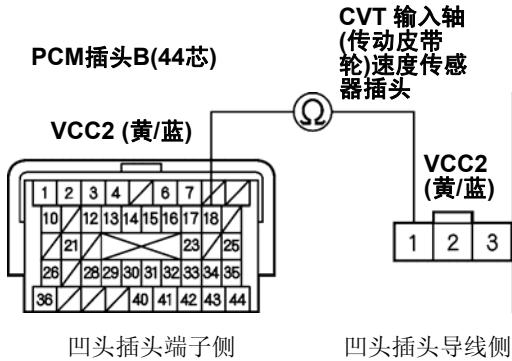 CVT 输入轴
(传动皮带
轮)速度传感
器插头
PCM插头B(44芯)
Ω
VCC2 (黄/蓝)
VCC2
(黄/蓝)
1 2 3 4 6 7
10 12 13 14 15 16 17 18
21 23 25
26 28 29 30 31 32 33 34 35
36 40 41 42 43 44
1 2 3
凹头插头端子侧
凹头插头导线侧